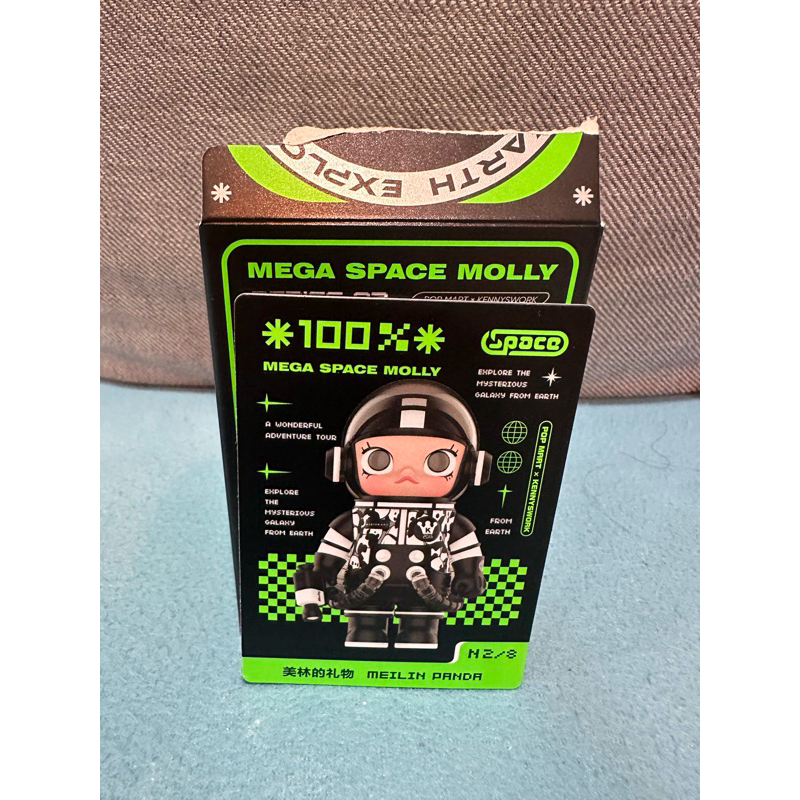 ARTH EXPLO
MEGA SPACE MOLLY
POP MART × KENNYSWORK
*100%*
MEGA SPACE MOLLY
space
EXPLORE THE
MYSTERIOUS
GALAXY FROM EARTH
A WONDERFUL
ADVENTURE TOUR
POP MART × KENNYSWORK
EXPLORE
THE
MYSTERIOUS
GALAXY
FROM EARTH
FROM
EARTH
N 2/8
美林的礼物 MEILIN PANDA